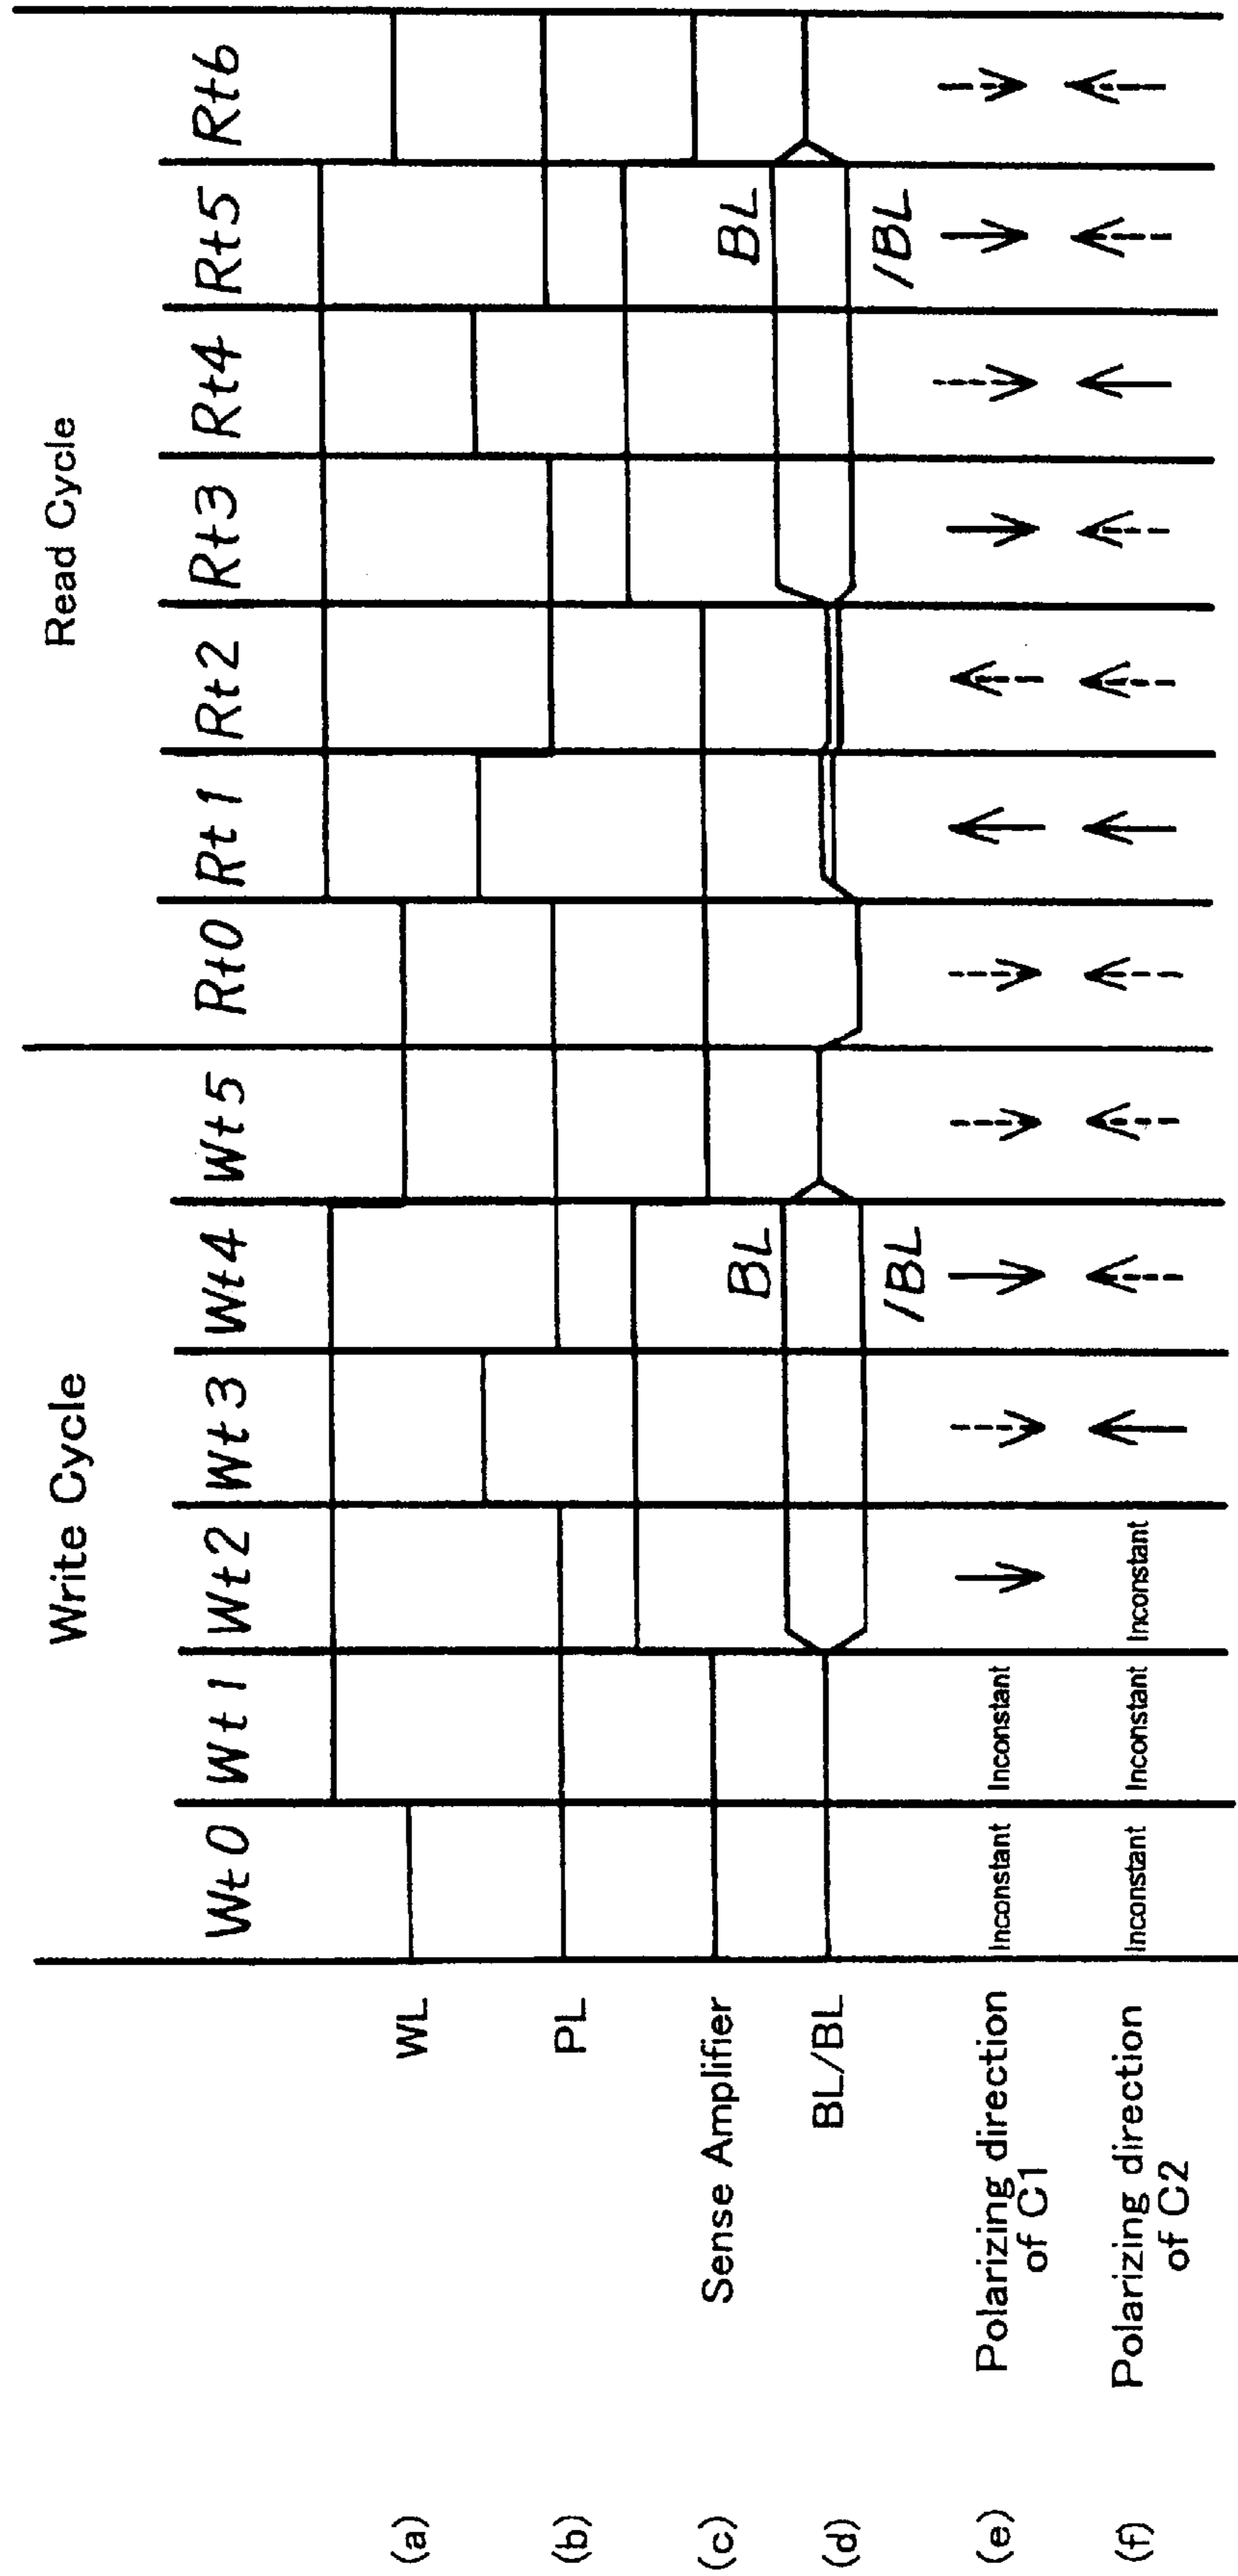 Write Cycle
Read Cycle
Wt0 Wt1 Wt2 Wt3 Wt4 Wt5 Rt0 Rt1 Rt2 Rt3 Rt4 Rt5 Rt6
(a) WL
(b) PL
(c) Sense Amplifier
BL BL
(d) BL/BL
/BL /BL
(e) Polarizing direction
of C1
Inconstant Inconstant
(f) Polarizing direction
of C2
Inconstant Inconstant Inconstant